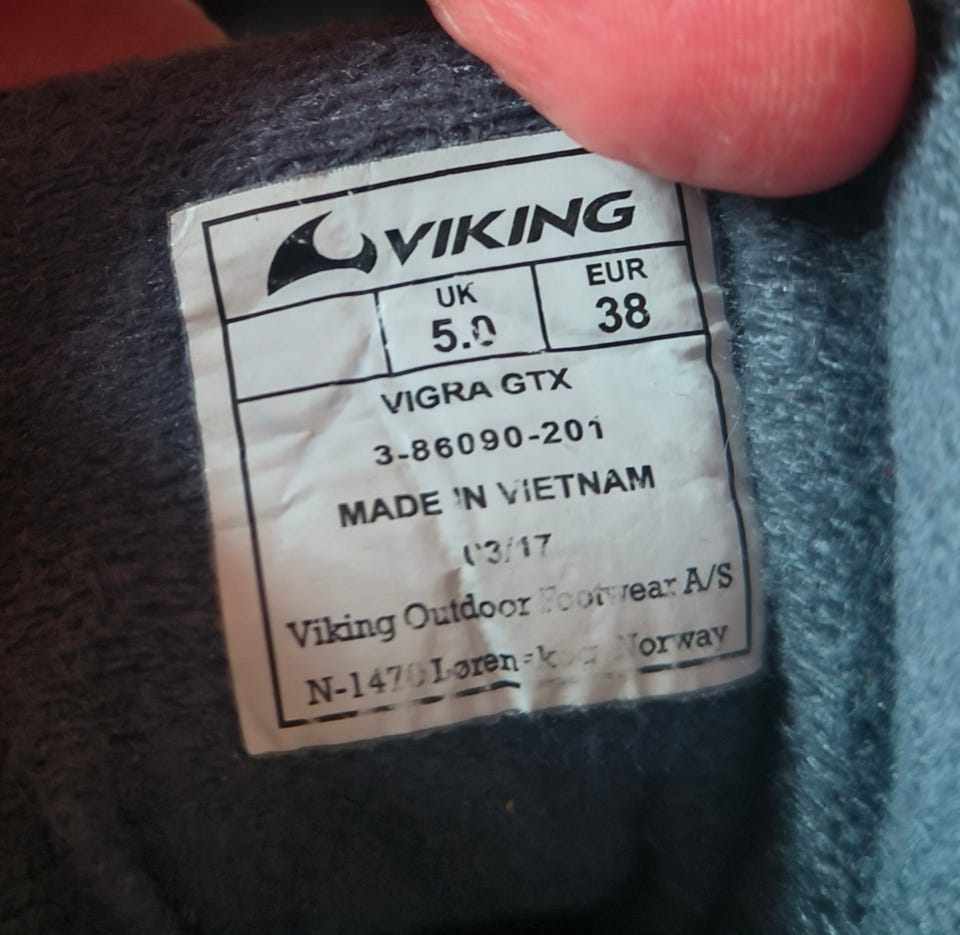 VIKING
UK EUR
5.0 38
VIGRA GTX
3-86090-201
MADE IN VIETNAM
03/17
Viking Outdoor Footwear A/S
N-1470 Lørenskog Norway